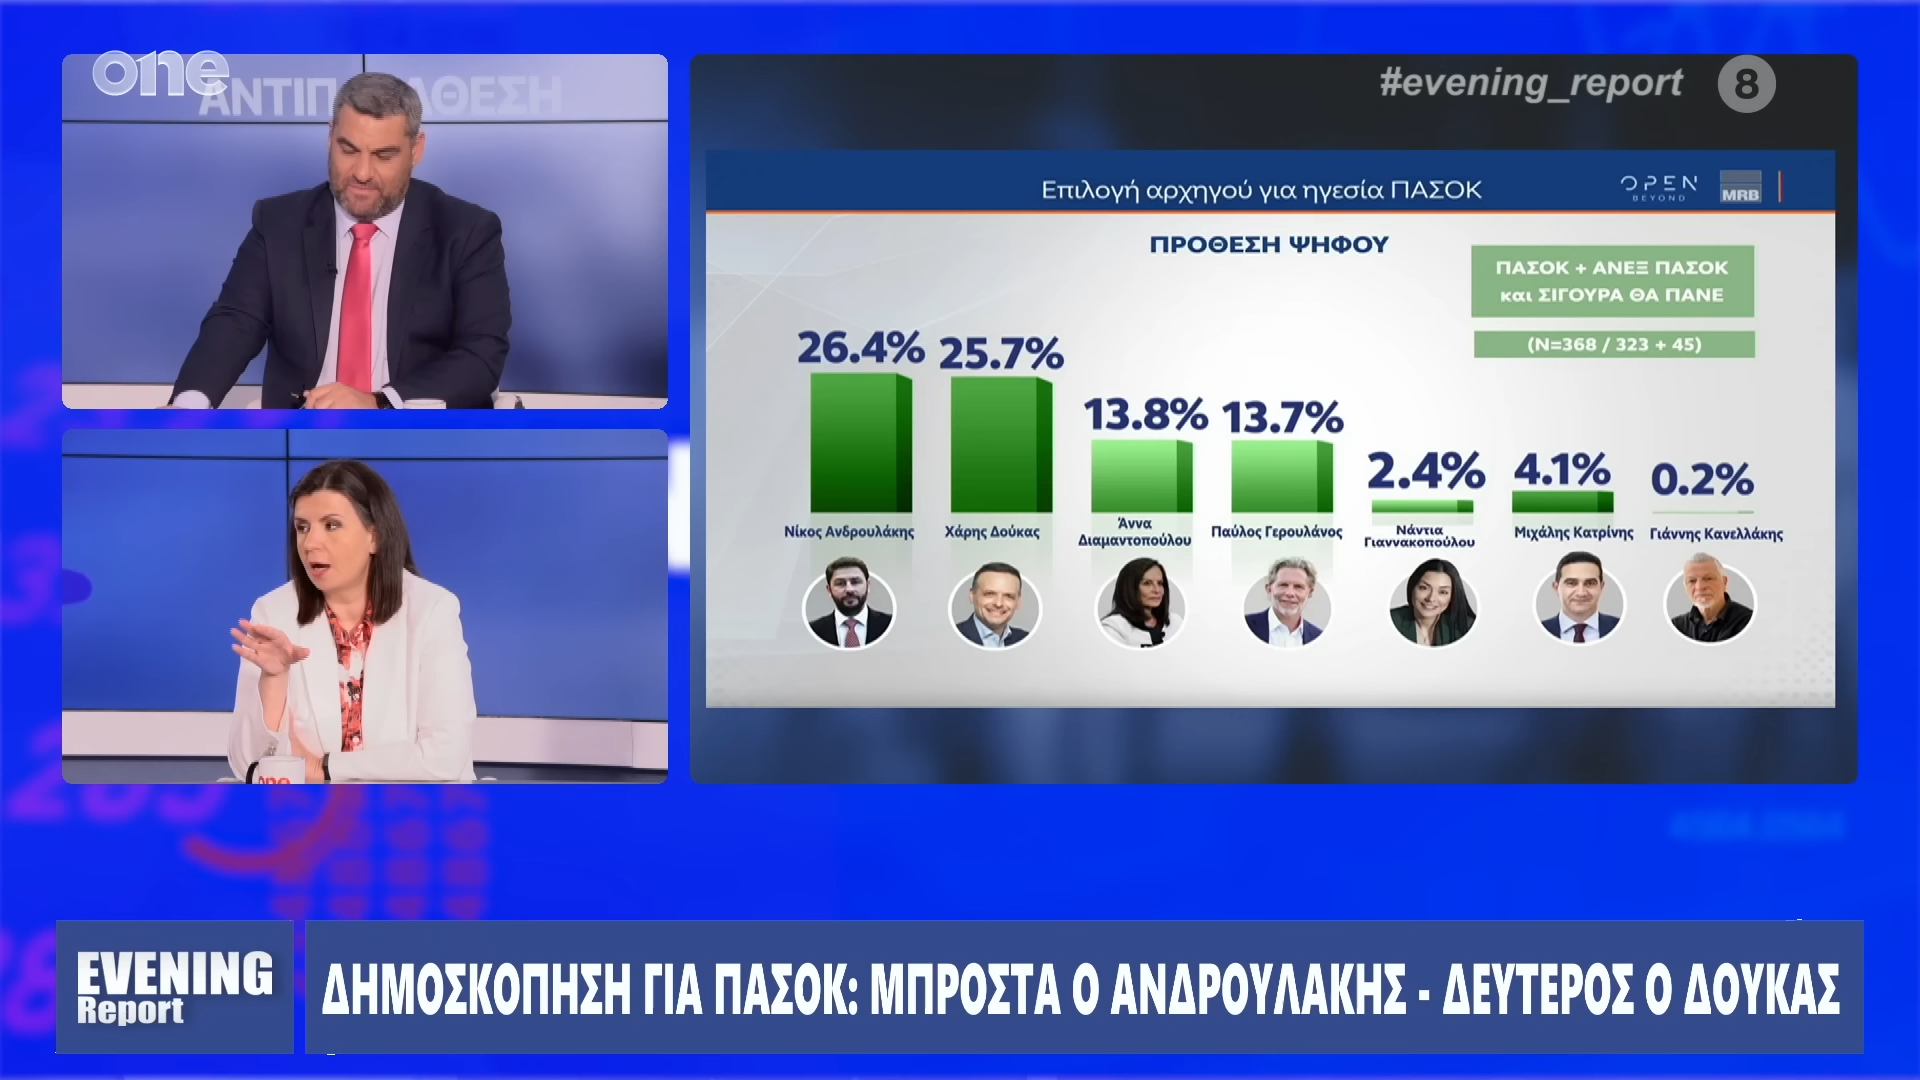 one
#evening_report 8
Επιλογή αρχηγού για ηγεσία ΠΑΣΟΚ
OPEN
BEYOND
MRB
ΠΡΟΘΕΣΗ ΨΗΦΟΥ
ΠΑΣΟΚ + ΑΝΕΞ ΠΑΣΟΚ
και ΣΙΓΟΥΡΑ ΘΑ ΠΑΝΕ
(N=368 / 323 + 45)
26.4% 25.7% 13.8% 13.7% 2.4% 4.1% 0.2%
Νίκος Ανδρουλάκης
Χάρης Δούκας
Άννα
Διαμαντοπούλου
Παύλος Γερουλάνος
Νάντια
Γιαννακοπούλου
Μιχάλης Κατρίνης
Γιάννης Κανελλάκης
EVENING
Report
ΔΗΜΟΣΚΟΠΗΣΗ ΓΙΑ ΠΑΣΟΚ: ΜΠΡΟΣΤΑ Ο ΑΝΔΡΟΥΛΑΚΗΣ - ΔΕΥΤΕΡΟΣ Ο ΔΟΥΚΑΣ